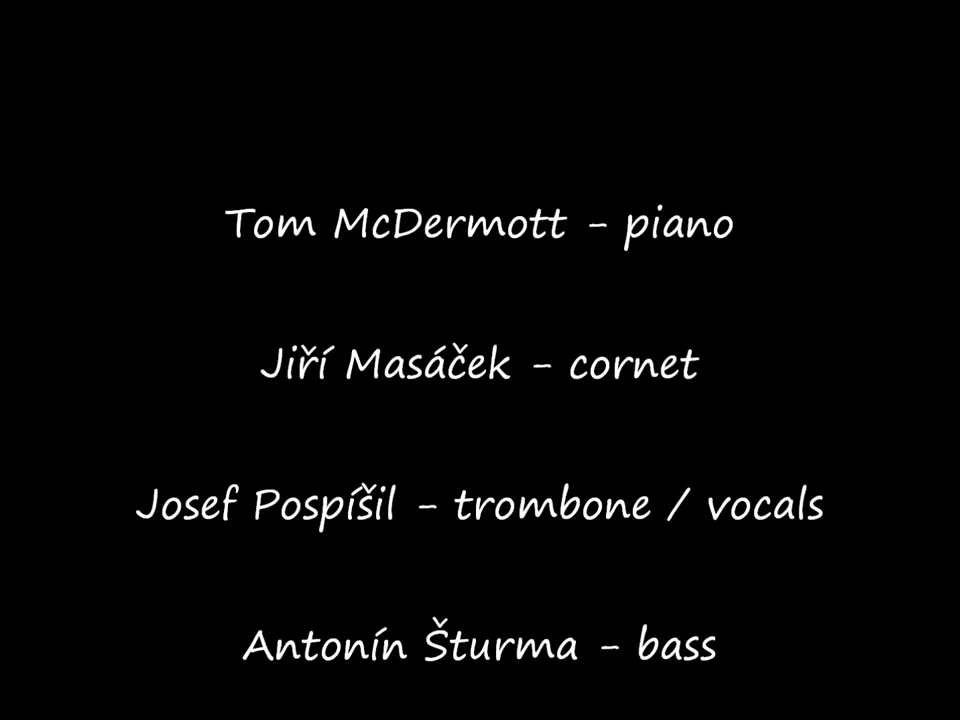 Tom McDermott - piano
Jiří Masáček - cornet
Josef Pospíšil - trombone / vocals
Antonín Šturma - bass